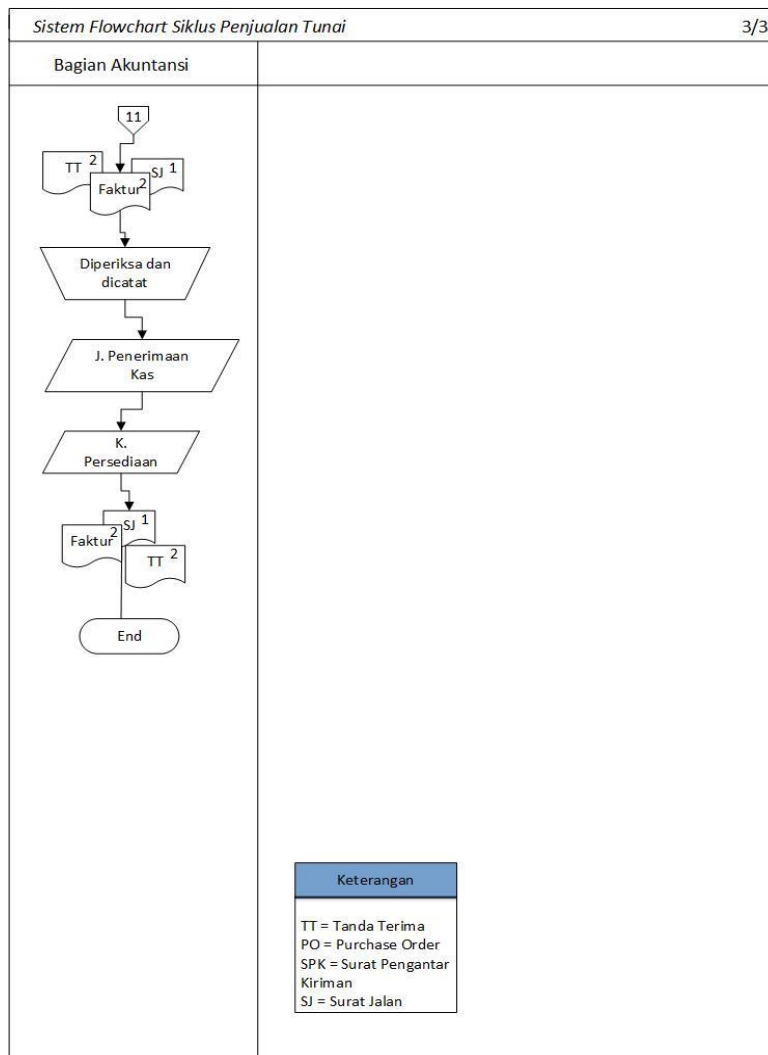 Sistem Flowchart Siklus Penjualan Tunai 3/3
Bagian Akuntansi
11
TT 2
SJ 1
Faktur 2
Diperiksa dan
dicatat
J. Penerimaan
Kas
K.
Persediaan
SJ 1
Faktur 2
TT 2
End
Keterangan
TT = Tanda Terima
PO = Purchase Order
SPK = Surat Pengantar
Kiriman
SJ = Surat Jalan